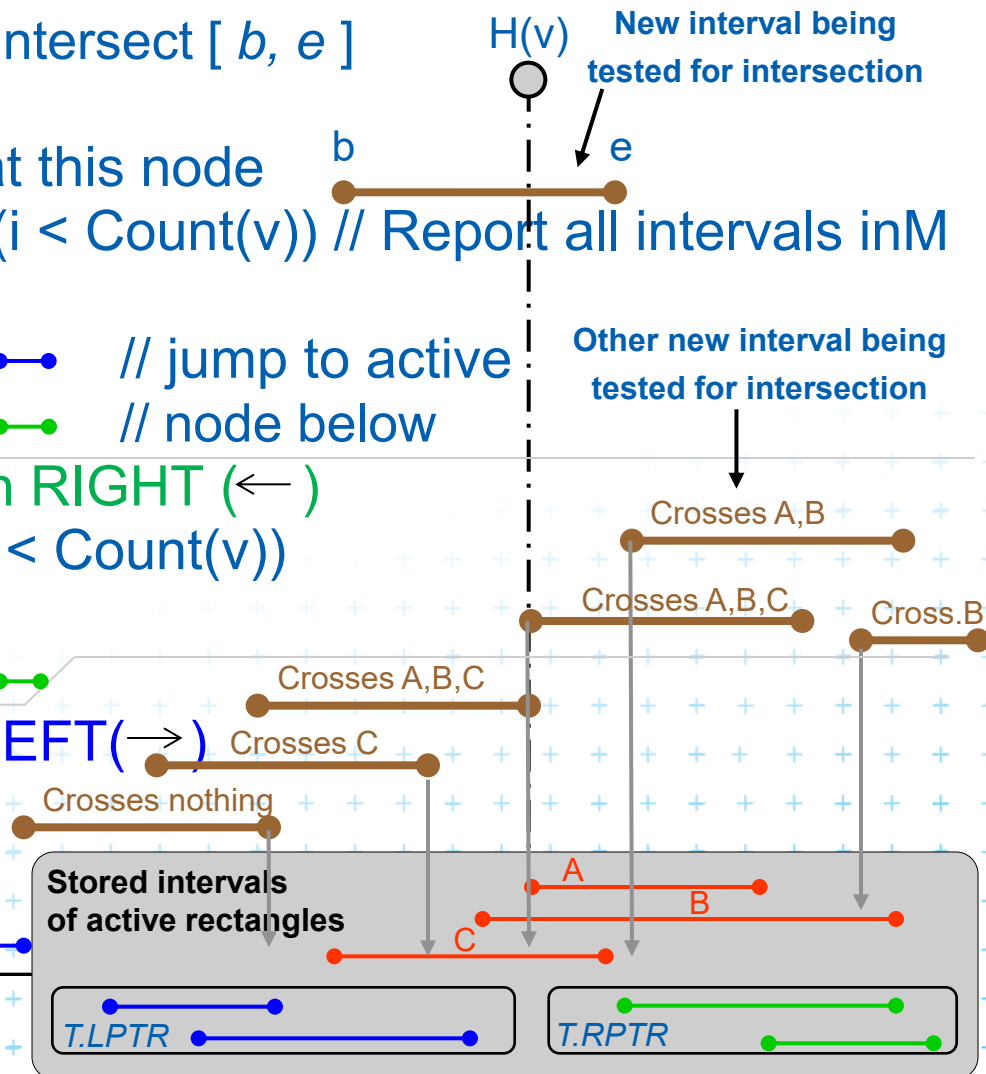 ntersect [ b, e ]
H(v)
New interval being
tested for intersection
b
e
at this node
(i < Count(v)) // Report all intervals inM
// jump to active
// node below
Other new interval being
tested for intersection
n RIGHT (← )
< Count(v))
Crosses A,B
Crosses A,B,C
Cross.B
Crosses A,B,C
EFT(→)
Crosses C
Crosses nothing
Stored intervals
of active rectangles
A
B
C
T.LPTR
T.RPTR